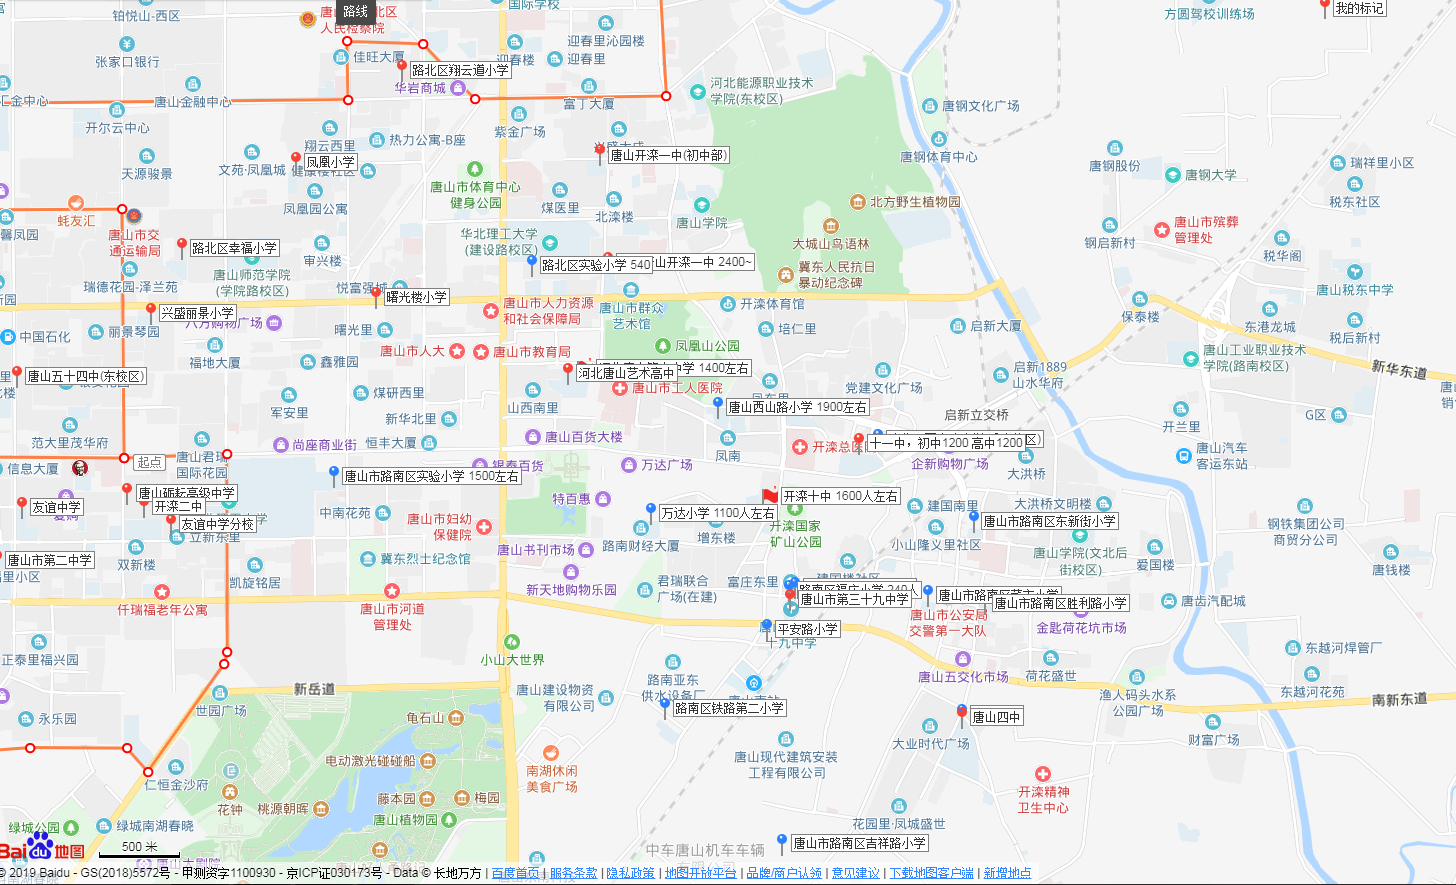 铂悦山-西区
国际学校
路线
唐山
北区
人民检察院
方圆驾校训练场
我的标记
张家口银行
佳旺大厦
迎春楼
迎春里沁园楼
迎春里
路北区翔云道小学
华岩商城
河北能源职业技术
学院(东校区)
汇金中心
唐山金融中心
富丁大厦
唐钢文化广场
开尔云中心
翔云西里
热力公寓-B座
紫金广场
唐山开滦一中(初中部)
唐钢体育中心
唐钢股份
瑞祥里小区
天源骏景
文苑·凤凰城
凤凰小学
唐山市体育中心
健身公园
煤医里
北滦楼
唐钢大学
税东社区
蚝友汇
凤凰园公寓
唐山学院
北方野生植物园
唐山市殡葬
管理处
馨凤园
唐山市交
通运输局
路北区幸福小学
审兴楼
华北理工大学
(建设路校区)
大城山鸟语林
钢启新村
税华阁
唐山师范学院
(学院路校区)
路北区实验小学 540
山开滦一中 2400~
冀东人民抗日
暴动纪念碑
瑞德花园-泽兰苑
悦富强城
曙光楼小学
唐山市人力资源
和社会保障局
唐山市群众
艺术馆
开滦体育馆
唐山税东中学
保泰楼
兴盛丽景小学
八方购物广场
曙光里
培仁里
启新大厦
东港龙城
税后新村
中国石化
丽景琴园
福地大厦
鑫雅园
唐山市人大
唐山市教育局
凤凰山公园
唐山工业职业技术
学院(路南校区)
启新1889
山水华府
新华东道
唐山五十四中(东校区)
河北唐山艺术高中
中学 1400左右
唐山市工人医院
党建文化广场
军安里
煤研西里
山西南里
唐山西山路小学 1900左右
启新立交桥
G区
开兰里
范大里茂华府
新华北里
尚座商业街
恒丰大厦
唐山百货大楼
凤南
开滦总医
十一中，初中1200 高中1200
区)
唐山汽车
客运东站
信息大厦
起点
唐山君瑞
国际花园
银泰百货
万达广场
企新购物广场
大洪桥
唐山市路南区实验小学 1500左右
友谊中学
唐山砺起高级中学
开滦二中
友谊中学分校
中南花苑
唐山市妇幼
保健院
特百惠
万达小学 1100人左右
开滦十中 1600人左右
建国南里
大洪桥文明楼
唐山市路南区东新街小学
钢铁集团公司
商贸分公司
立新东里
唐山市第二中学
双新楼
冀东烈士纪念馆
唐山书刊市场
路南财经大厦
增东楼
开滦国家
矿山公园
小山隆义里社区
唐山学院(文北后
街校区)
爱国楼
唐钱楼
凯旋铭居
新天地购物乐园
君瑞联合
广场(在建)
富庄东里
建国楼社区
路南区福庄小学 240人
唐山市第三十九中学
唐山市路南区胜利路小学
唐齿汽配城
仟瑞福老年公寓
唐山市河道
管理处
平安路小学
十九中学
唐山市公安局
交警第一大队
金匙荷花坑市场
正泰里福兴园
小山大世界
唐山五交化市场
荷花盛世
东越河焊管厂
新岳道
唐山建设物资
有限公司
路南亚东
供水设备厂
唐山南站
路南区铁路第二小学
渔人码头水系
公园广场
东越河花苑
南新东道
永乐园
世园广场
龟石山
唐山四中
大业时代广场
财富广场
电动激光碰碰船
南湖休闲
美食广场
唐山现代建筑安装
工程有限公司
仁恒金沙府
花钟
桃源朝晖
藤本园
梅园
唐山植物园
开滦精神
卫生中心
绿城公园
绿城南湖春晓
花园里·凤城盛世
Bai
地图
500 米
唐山市路南区吉祥路小学
中车唐山机车车辆
有限公司
© 2019 Baidu - GS(2018)5572号 - 甲测资字1100930 - 京ICP证030173号 - Data © 长地万方 | 百度首页 | 服务条款 | 隐私政策 | 地图开放平台 | 品牌/商户认领 | 意见建议 | 下载地图客户端 | 新增地点